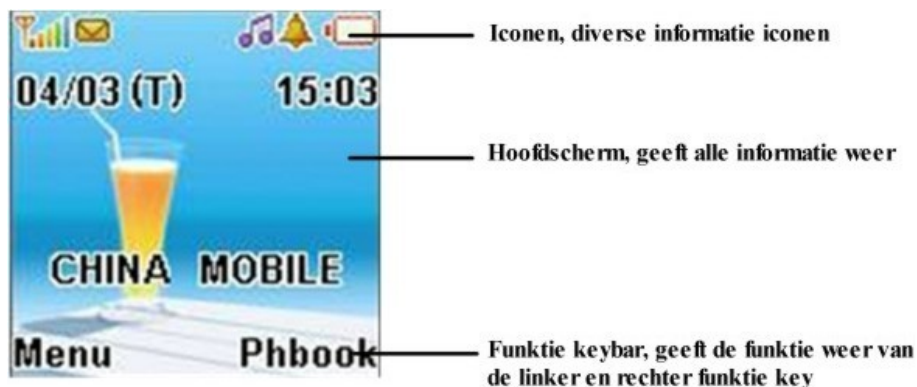 Iconen, diverse informatie iconen
04/03 (T) 15:03
Hoofdscherm, geeft alle informatie weer
CHINA MOBILE
Menu Phbook
Funktie keybar, geeft de funktie weer van
de linker en rechter funktie key